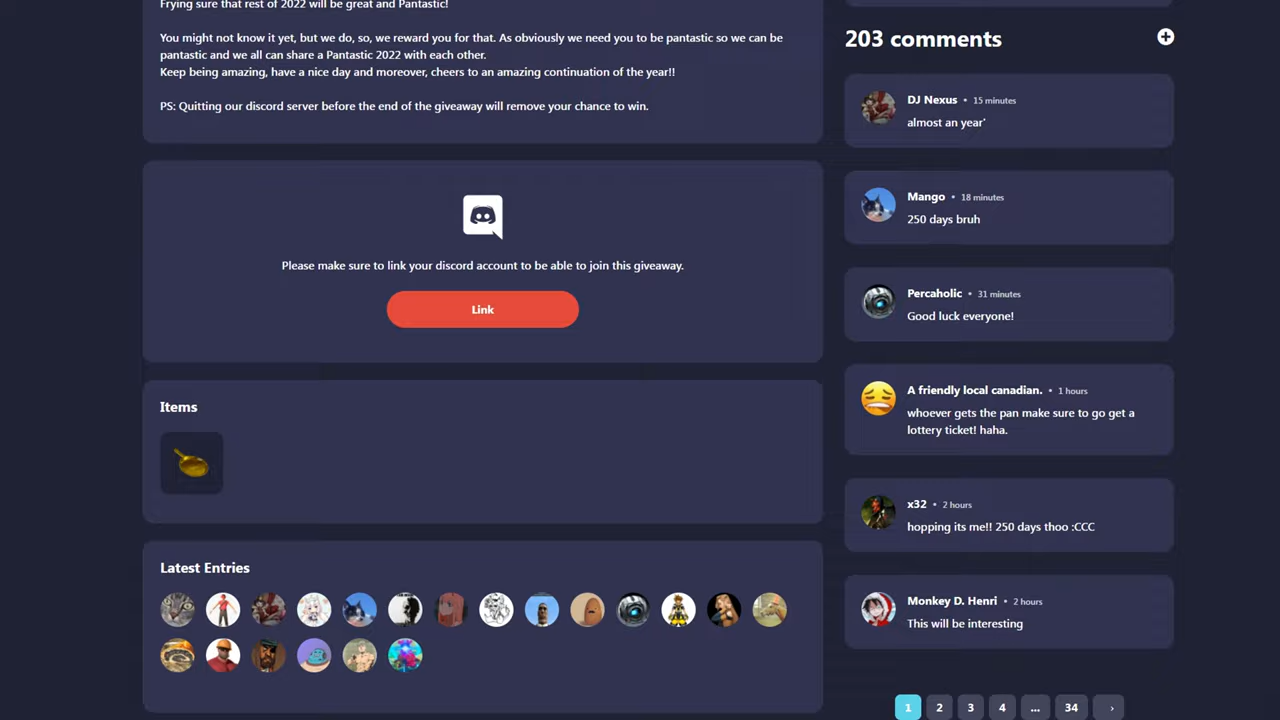 Frying sure that rest of 2022 will be great and Pantastic!
You might not know it yet, but we do, so, we reward you for that. As obviously we need you to be pantastic so we can be
pantastic and we all can share a Pantastic 2022 with each other.
Keep being amazing, have a nice day and moreover, cheers to an amazing continuation of the year!!
PS: Quitting our discord server before the end of the giveaway will remove your chance to win.
Please make sure to link your discord account to be able to join this giveaway.
Link
Items
Latest Entries
203 comments
DJ Nexus • 15 minutes
almost an year'
Mango • 18 minutes
250 days bruh
Percaholic • 31 minutes
Good luck everyone!
A friendly local canadian. • 1 hours
whoever gets the pan make sure to go get a
lottery ticket! haha.
x32 • 2 hours
hopping its me!! 250 days thoo :CCC
Monkey D. Henri • 2 hours
This will be interesting
1 2 3 4 ... 34 ›